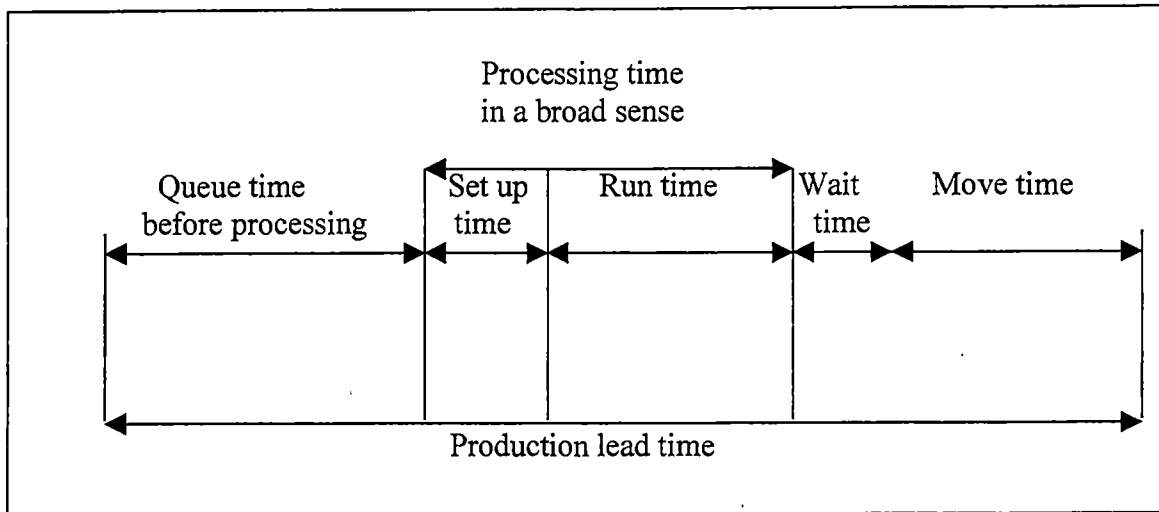 Processing time
in a broad sense
Queue time
before processing
Set up
time
Run time
Wait
time
Move time
Production lead time